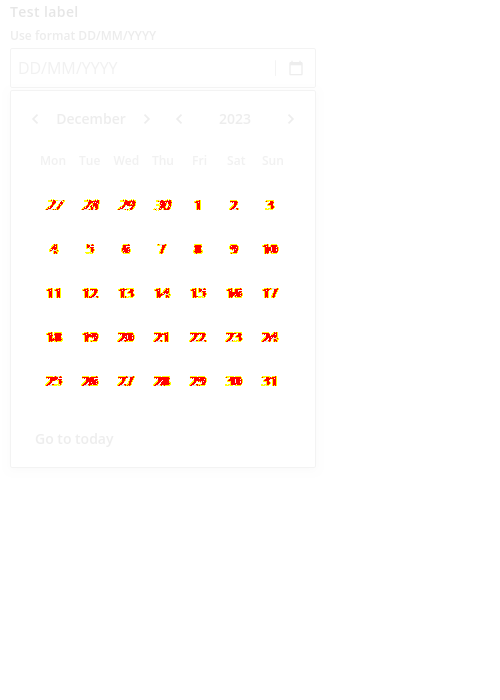 Test label
Use format DD/MM/YYYY
DD/MM/YYYY
December 2023
Mon Tue Wed Thu Fri Sat Sun
27 28 29 30 1 2 3
4 5 6 7 8 9 10
11 12 13 14 15 16 17
18 19 20 21 22 23 24
25 26 27 28 29 30 31
Go to today